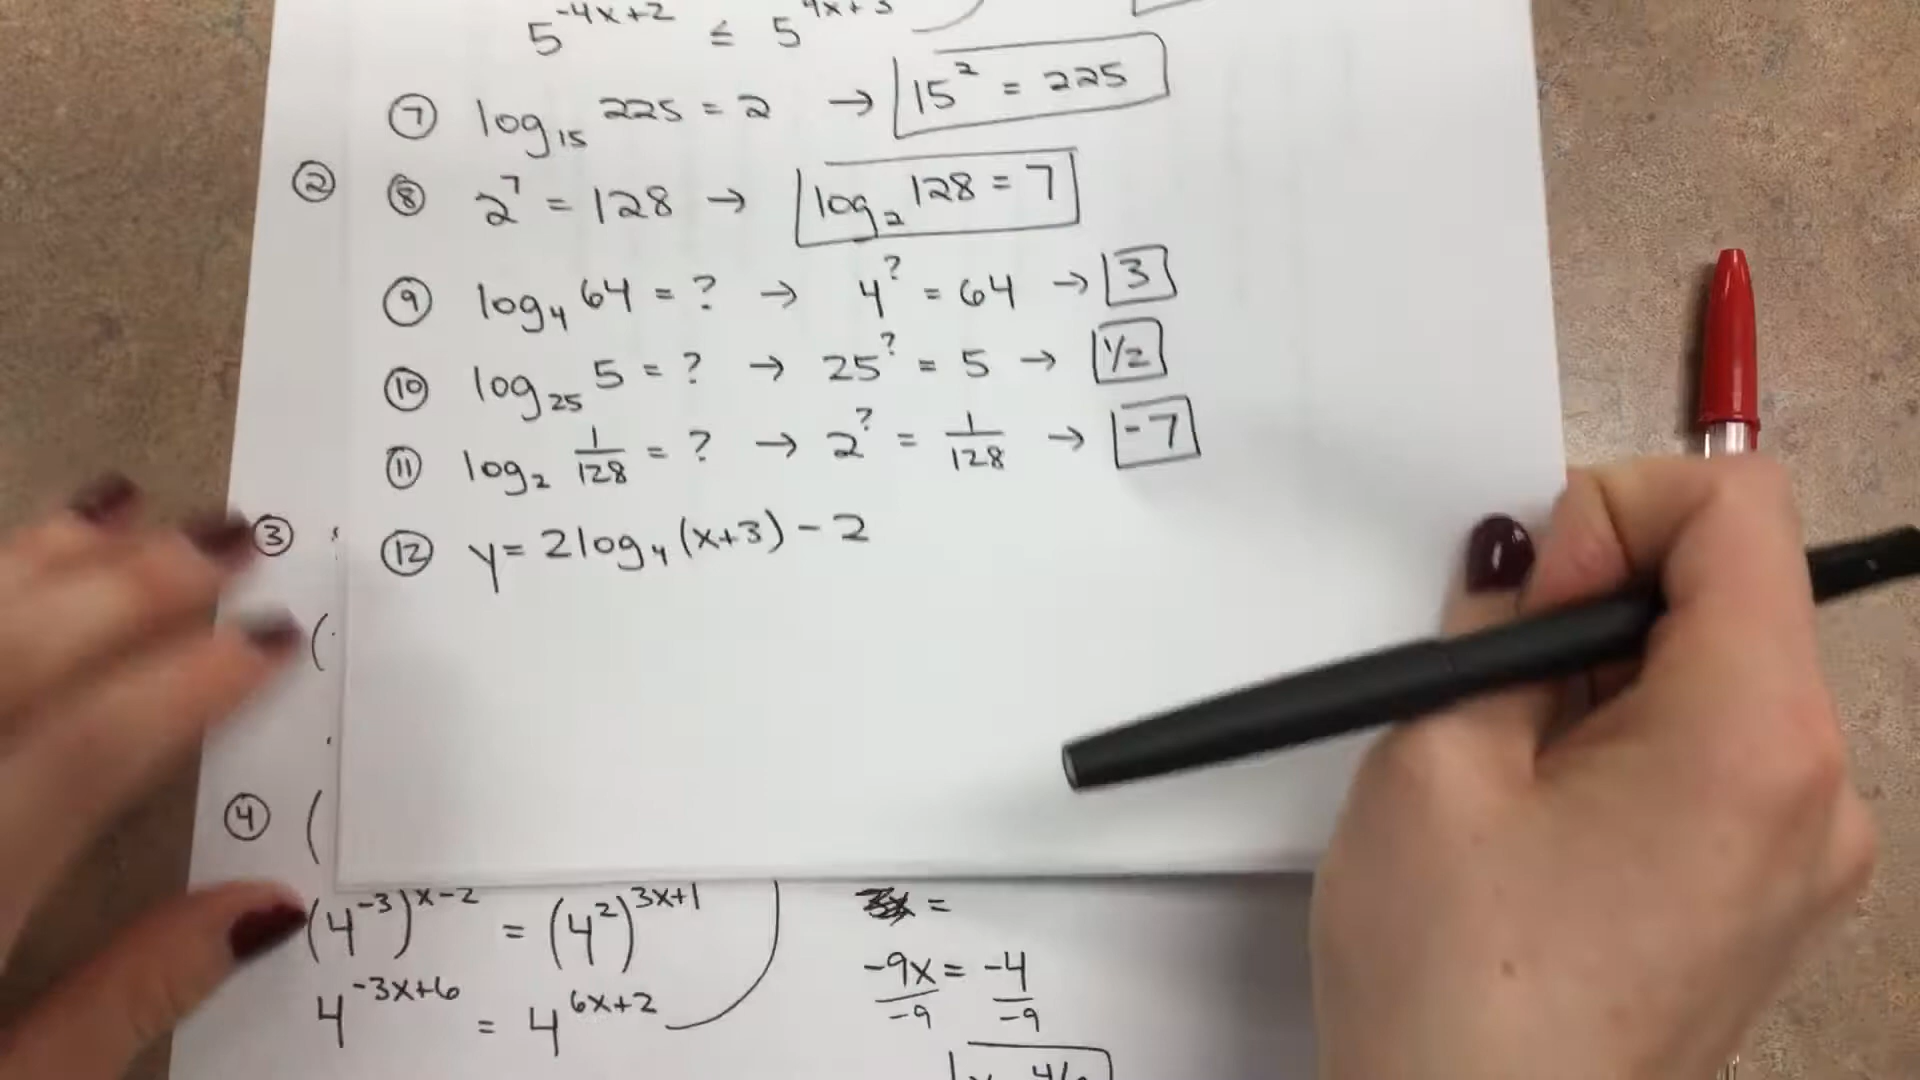 5^{-4x+2} ≤ 5^{9x+3}
⑦ log₁₅ 225 = 2 → 15² = 225
② ⑧ 2⁷ = 128 → log₂ 128 = 7
⑨ log₄ 64 = ? → 4^? = 64 → 3
⑩ log₂₅ 5 = ? → 25^? = 5 → 1/2
⑪ log₂ 1/128 = ? → 2^? = 1/128 → -7
③ ⑫ y = 2log₄(x+3) - 2
(
④ (
(4^{-3})^{x-2} = (4²)^{3x+1}
=
4^{-3x+6} = 4^{6x+2}
-9x = -4
-9 -9